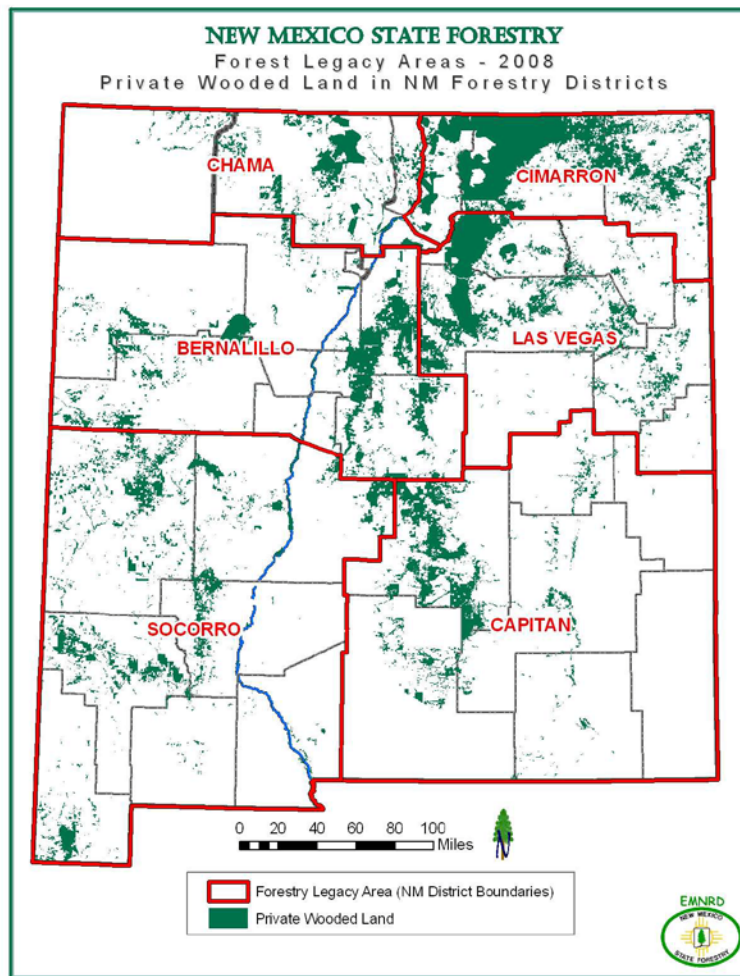 NEW MEXICO STATE FORESTRY
Forest Legacy Areas - 2008
Private Wooded Land in NM Forestry Districts
CHAMA
CIMARRON
BERNALILLO
LAS VEGAS
SOCORRO
CAPITAN
0 20 40 60 80 100
Miles
N
Forestry Legacy Area (NM District Boundaries)
Private Wooded Land
EMNRD
NEW MEXICO
STATE FORESTRY